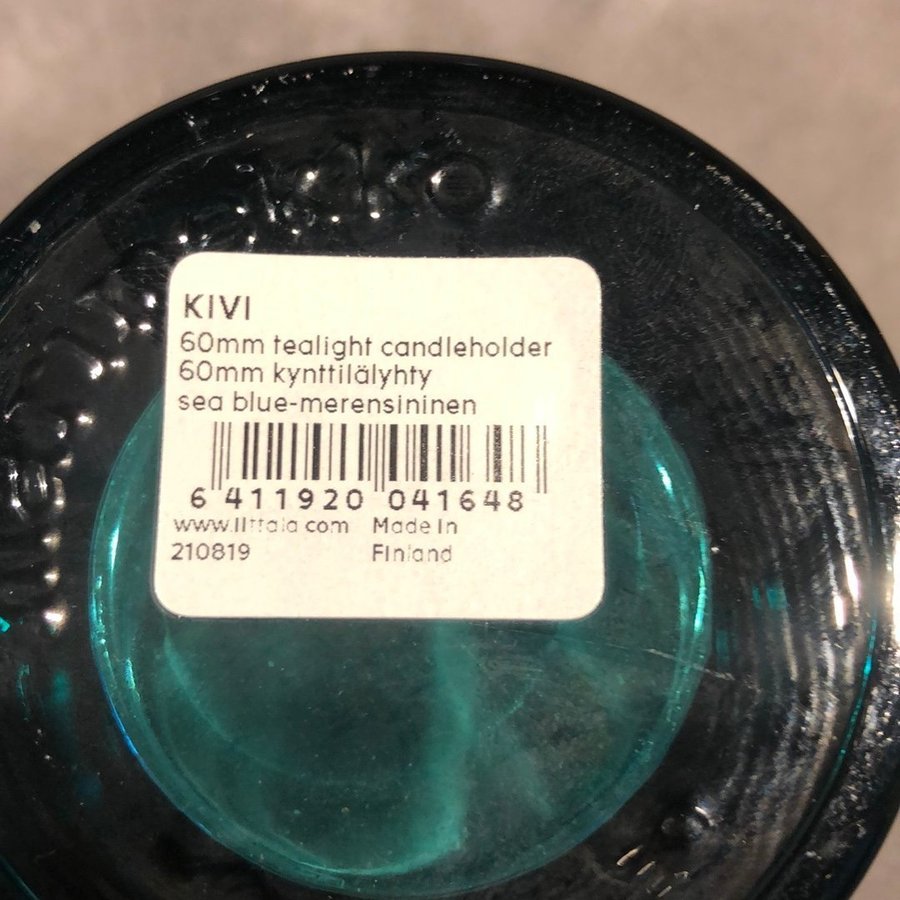 KIVI
60mm tealight candleholder
60mm kynttilälyhty
sea blue-merensininen
6 411920 041648
www.iittala.com Made in
210819 Finland